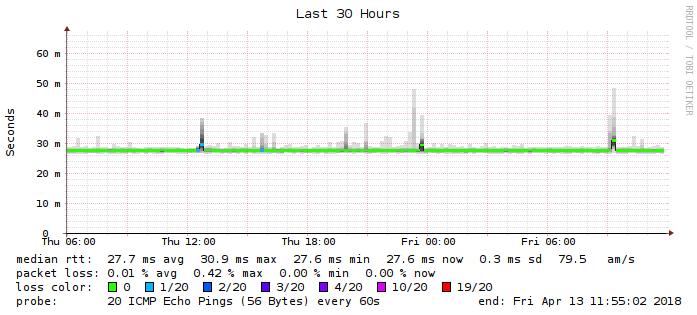 Last 30 Hours
RRDTOOL / TOBI OETIKER
Seconds
60 m
50 m
40 m
30 m
20 m
10 m
0
Thu 06:00 Thu 12:00 Thu 18:00 Fri 00:00 Fri 06:00
median rtt: 27.7 ms avg 30.9 ms max 27.6 ms min 27.6 ms now 0.3 ms sd 79.5 am/s
packet loss: 0.01 % avg 0.42 % max 0.00 % min 0.00 % now
loss color: 0 1/20 2/20 3/20 4/20 10/20 19/20
probe: 20 ICMP Echo Pings (56 Bytes) every 60s end: Fri Apr 13 11:55:02 2018